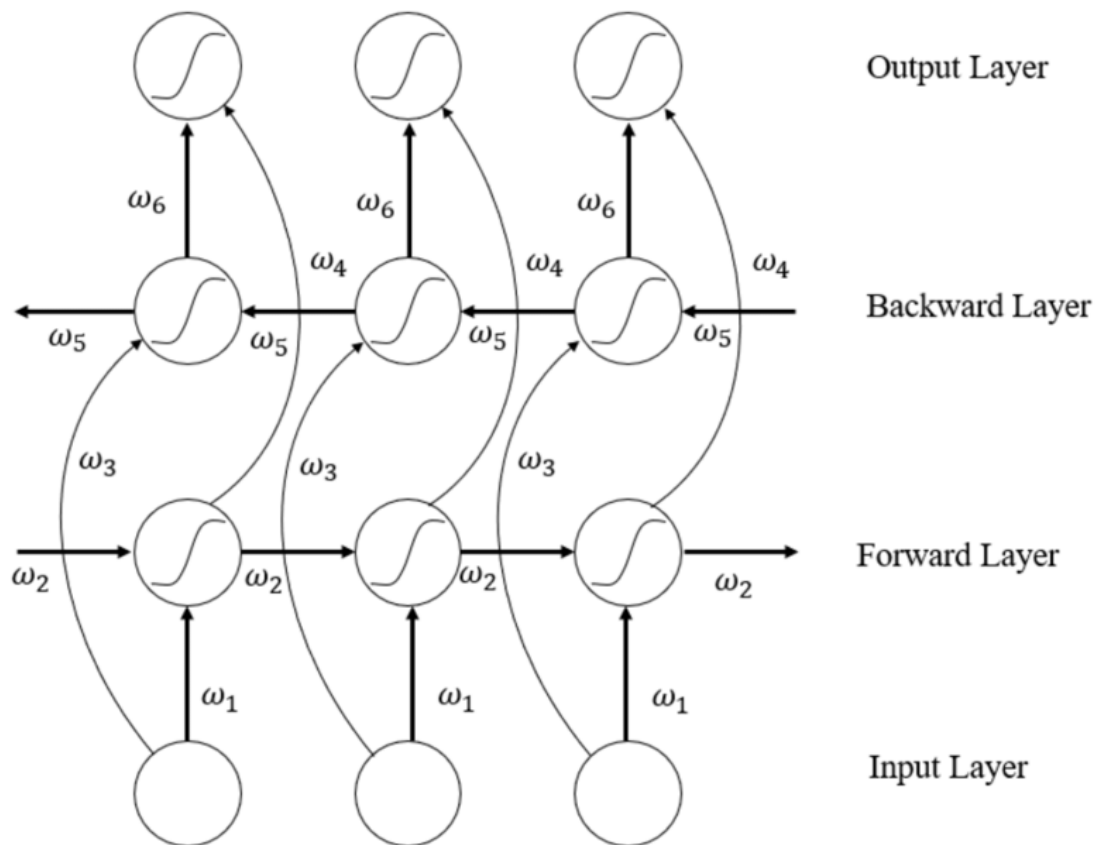 Output Layer
ω6 ω6 ω6
ω4 ω4 ω4
Backward Layer
ω5 ω5 ω5 ω5
ω3 ω3 ω3
Forward Layer
ω2 ω2 ω2 ω2
ω1 ω1 ω1
Input Layer